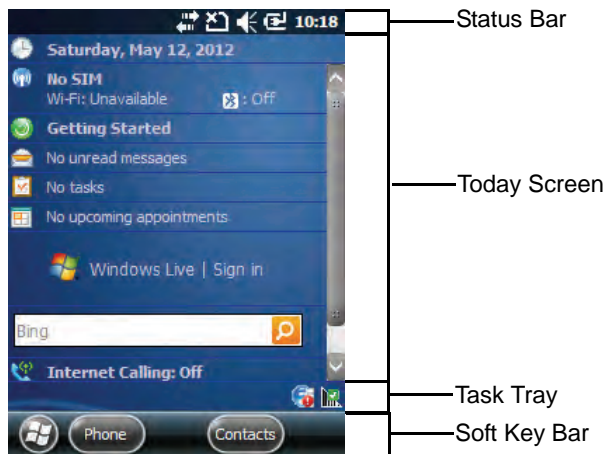 10:18 Status Bar
Saturday, May 12, 2012
No SIM
Wi-Fi: Unavailable : Off
Getting Started
No unread messages
No tasks
Today Screen
No upcoming appointments
Windows Live | Sign in
Bing
Internet Calling: Off
Task Tray
Phone Contacts Soft Key Bar